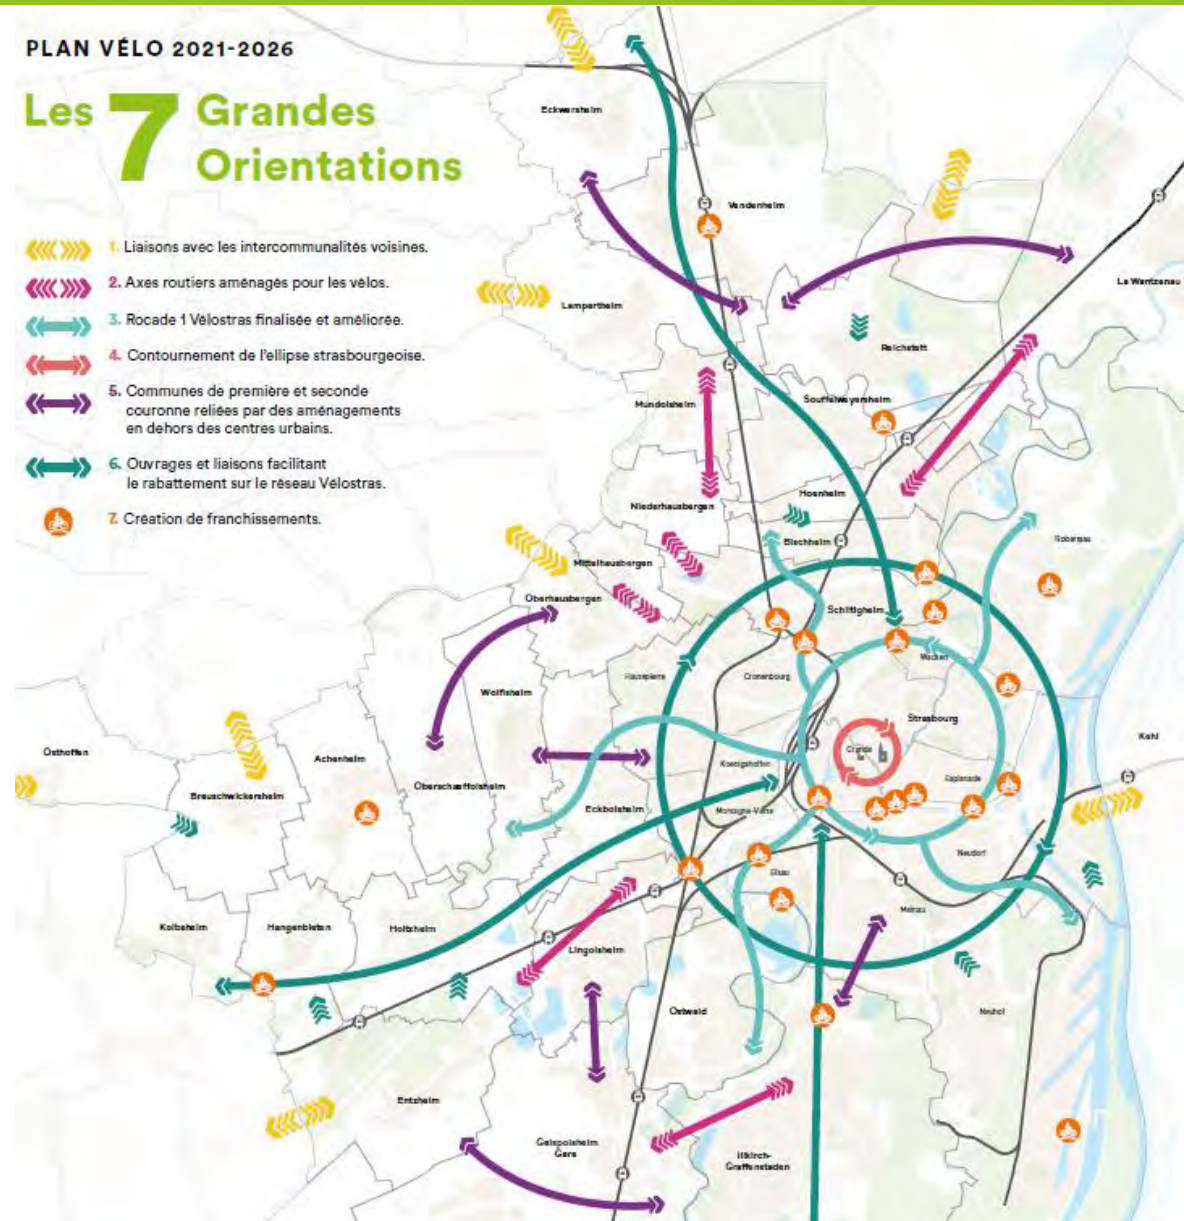 PLAN VÉLO 2021-2026
Les 7 Grandes
Orientations
1. Liaisons avec les intercommunalités voisines.
2. Axes routiers aménagés pour les vélos.
3. Rocade 1 Vélostras finalisée et améliorée.
4. Contournement de l'ellipse strasbourgeoise.
5. Communes de première et seconde
couronne reliées par des aménagements
en dehors des centres urbains.
6. Ouvrages et liaisons facilitant
le rabattement sur le réseau Vélostras.
7. Création de franchissements.
Eckwersheim
Vendenheim
La Wantzenau
Lampertheim
Reichstett
Mundolsheim
Souffelweyersheim
Hoenheim
Niederhausbergen
Bischheim
Robertsau
Mittelhausbergen
Oberhausbergen
Schiltigheim
Wacken
Hautepierre
Cronenbourg
Wolfisheim
Strasbourg
Osthoffen
Achenheim
Grande
Kehl
Koenigshoffen
Esplanade
Breuschwickersheim
Oberschaeffolsheim
Eckbolsheim
Montagne-Verte
Neudorf
Elsau
Meinau
Kolbsheim
Hangenbieten
Holtzheim
Lingolsheim
Ostwald
Neuhof
Entzheim
Geispolsheim
Gare
Illkirch-
Graffenstaden